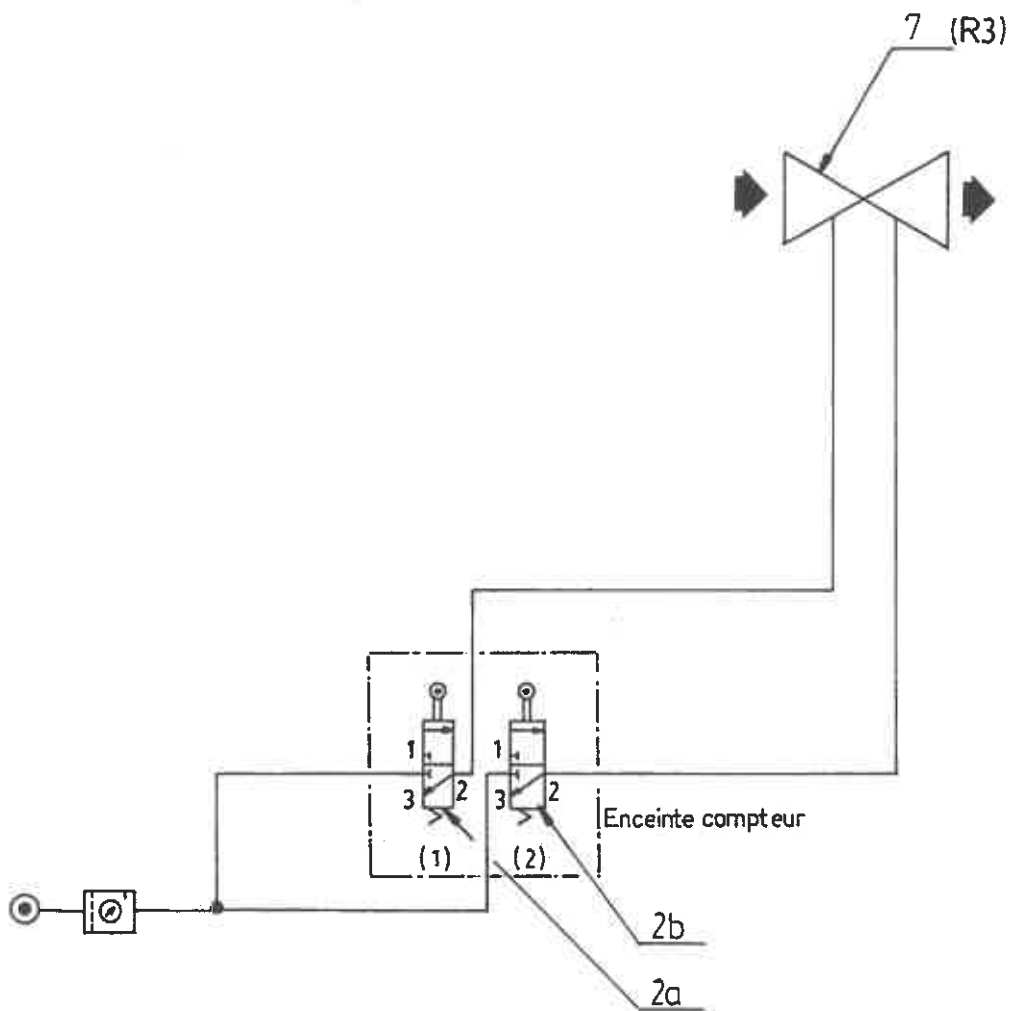 7 (R3)
1 1
3 2 3 2
Enceinte compteur
(1) (2)
2b
2a